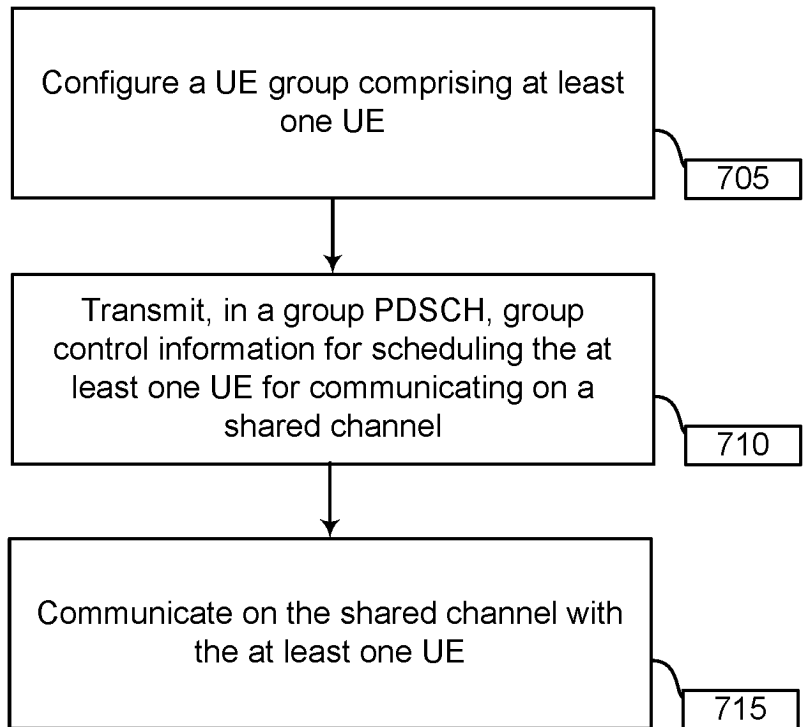 Configure a UE group comprising at least
one UE
705
Transmit, in a group PDSCH, group
control information for scheduling the at
least one UE for communicating on a
shared channel
710
Communicate on the shared channel with
the at least one UE
715